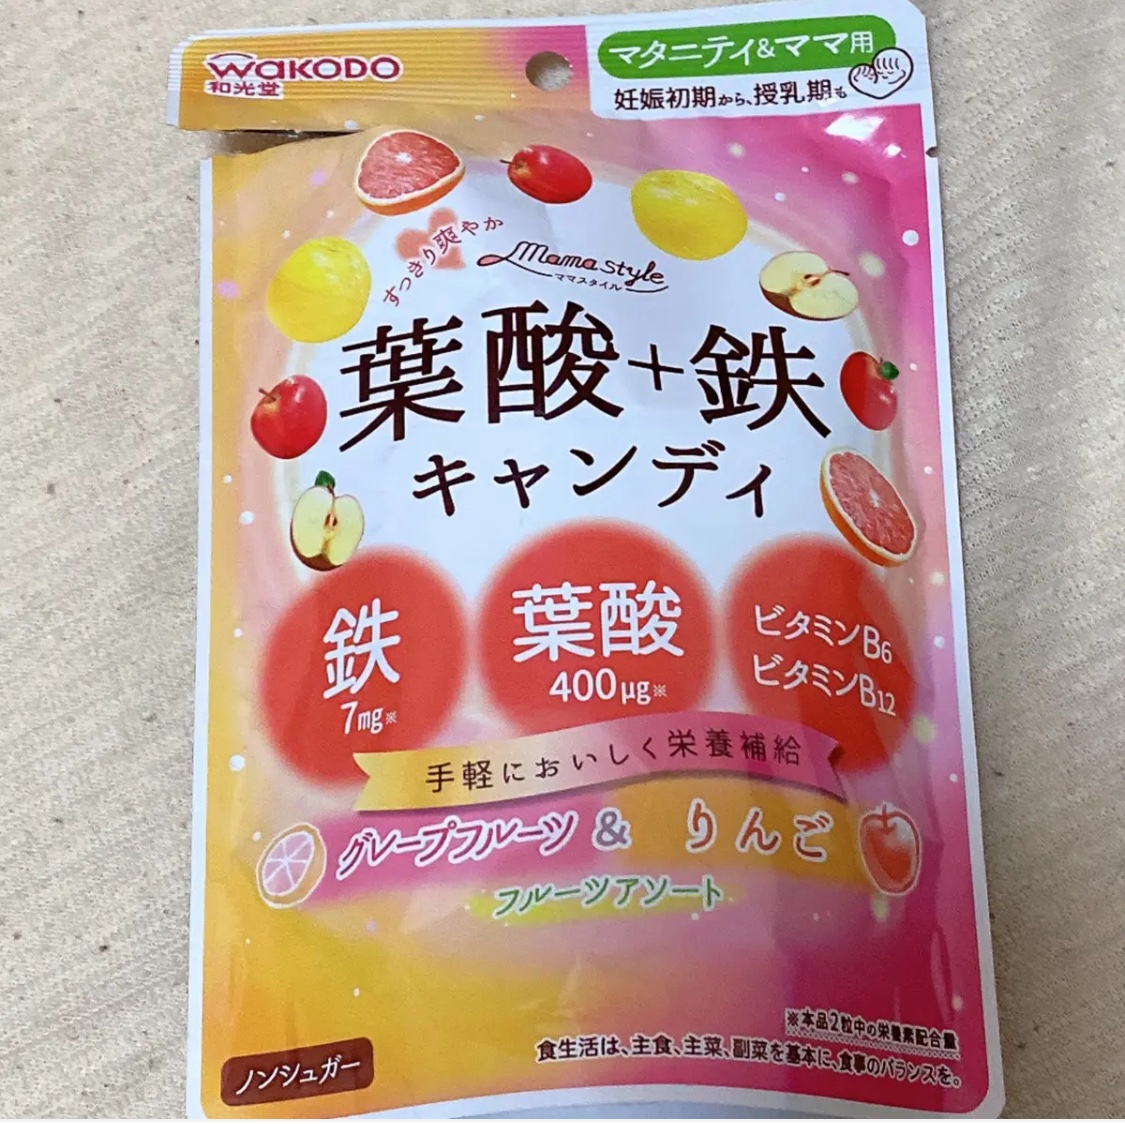 WAKODO
和光堂
マタニティ&ママ用
妊娠初期から、授乳期も
すっきり爽やか
Mama style
ママスタイル
葉酸+鉄
キャンディ
鉄
7mg※
葉酸
400μg※
ビタミンB6
ビタミンB12
手軽においしく栄養補給
グレープフルーツ & りんご
フルーツアソート
※本品2粒中の栄養素配合量
食生活は、主食、主菜、副菜を基本に、食事のバランスを。
ノンシュガー